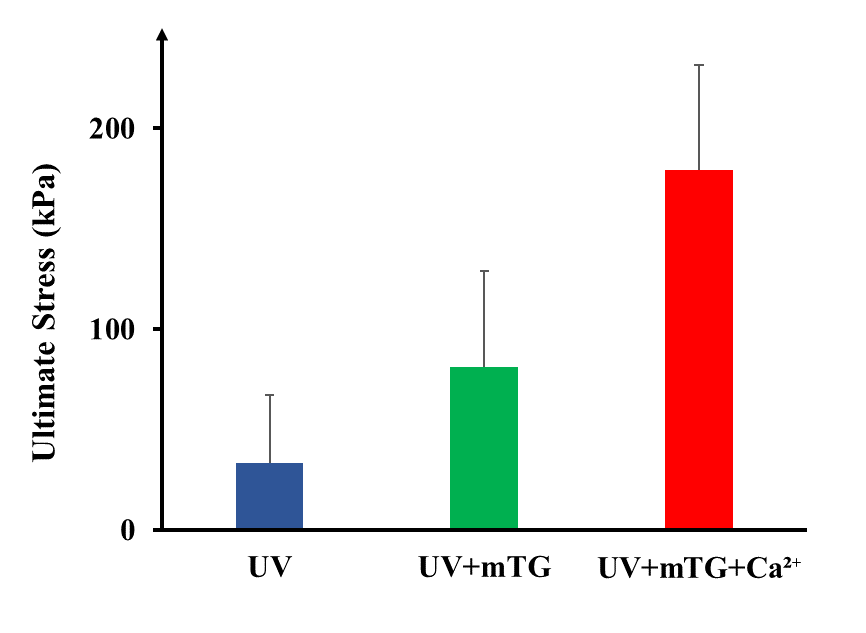 Ultimate Stress (kPa)
200
100
0
UV
UV+mTG
UV+mTG+Ca²⁺